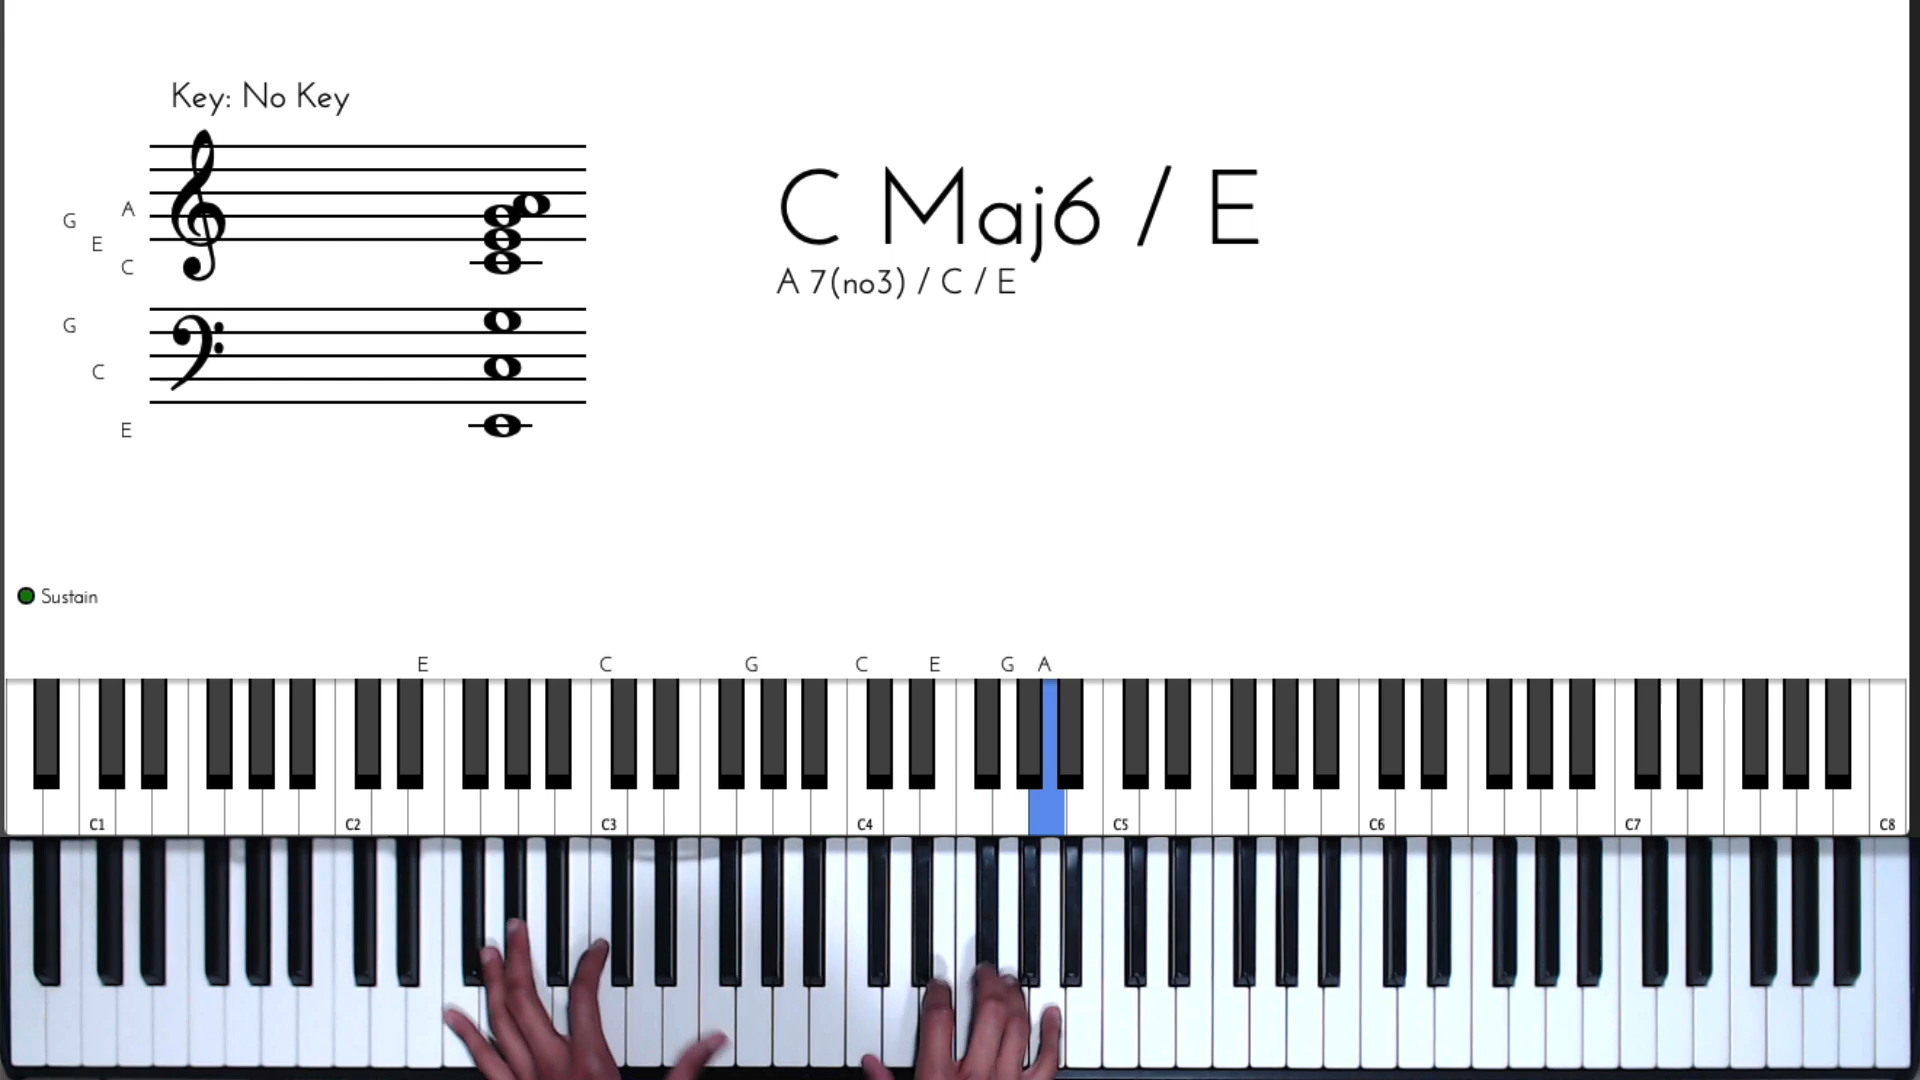 Key: No Key
A
G
E
C
G
C
E
C Maj6 / E
A 7(no3) / C / E
Sustain
E C G C E G A
C1 C2 C3 C4 C5 C6 C7 C8